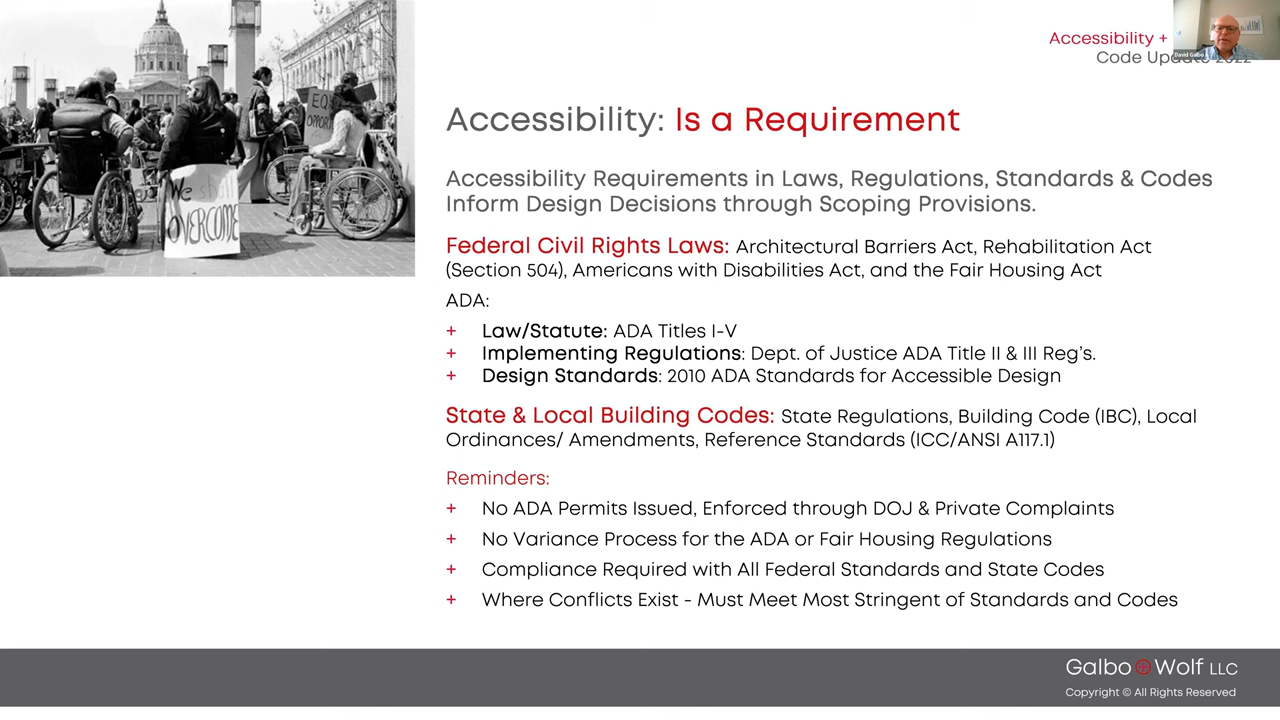 Accessibility +
Code Update 2022
David Galbo
Accessibility: Is a Requirement
Accessibility Requirements in Laws, Regulations, Standards & Codes
Inform Design Decisions through Scoping Provisions.
Federal Civil Rights Laws: Architectural Barriers Act, Rehabilitation Act
(Section 504), Americans with Disabilities Act, and the Fair Housing Act
ADA:
+ Law/Statute: ADA Titles I-V
+ Implementing Regulations: Dept. of Justice ADA Title II & III Reg's.
+ Design Standards: 2010 ADA Standards for Accessible Design
State & Local Building Codes: State Regulations, Building Code (IBC), Local
Ordinances/ Amendments, Reference Standards (ICC/ANSI A117.1)
Reminders:
+ No ADA Permits Issued, Enforced through DOJ & Private Complaints
+ No Variance Process for the ADA or Fair Housing Regulations
+ Compliance Required with All Federal Standards and State Codes
+ Where Conflicts Exist - Must Meet Most Stringent of Standards and Codes
We shall
OVERCOME
Galbo Wolf LLC
Copyright © All Rights Reserved